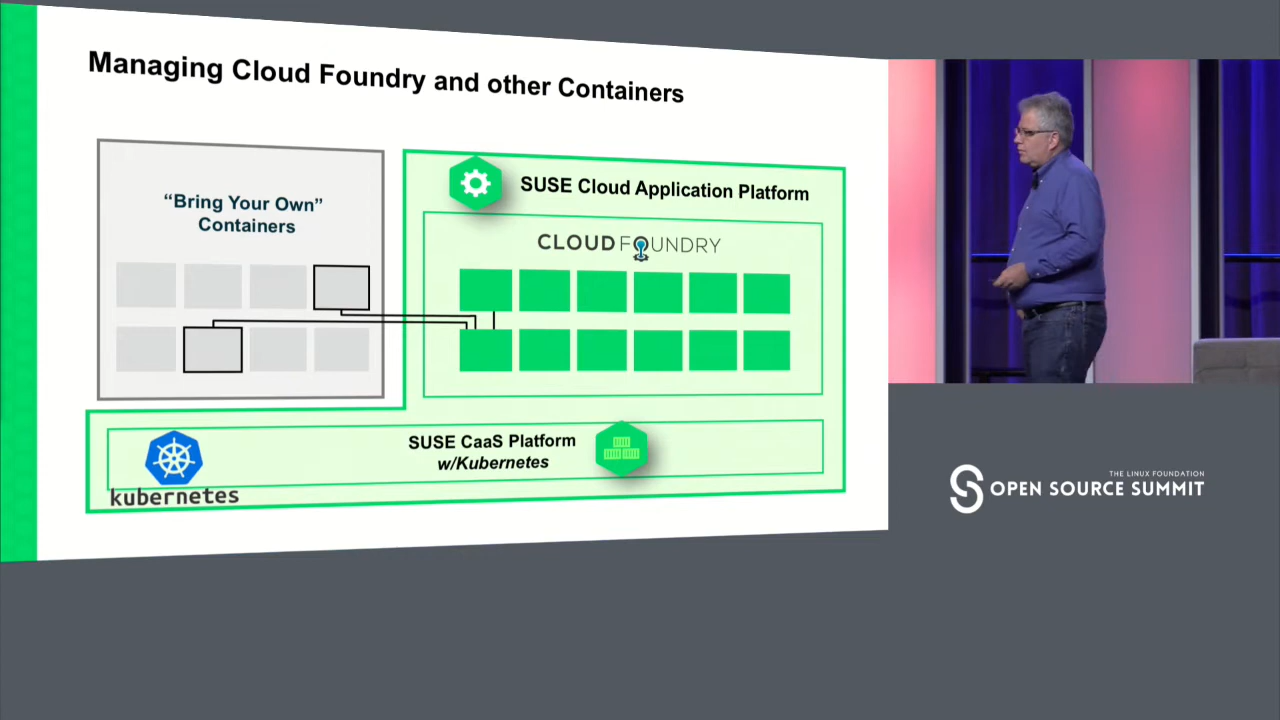 Managing Cloud Foundry and other Containers
“Bring Your Own”
Containers
SUSE Cloud Application Platform
CLOUD FOUNDRY
SUSE CaaS Platform
w/Kubernetes
kubernetes
THE LINUX FOUNDATION
OPEN SOURCE SUMMIT